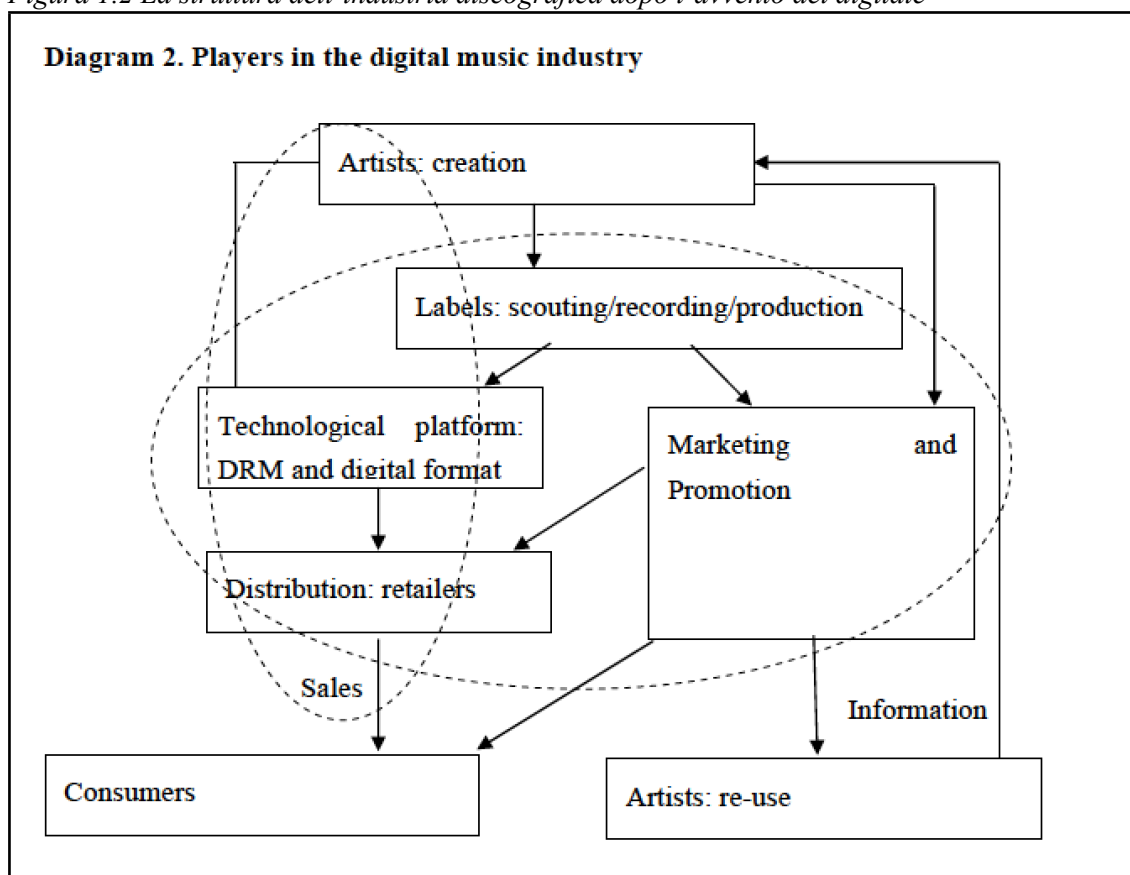 Figura 1.2 La struttura dell'industria discografica dopo l'avvento del digitale
Diagram 2. Players in the digital music industry
Artists: creation
Labels: scouting/recording/production
Technological platform:
DRM and digital format
Marketing and
Promotion
Distribution: retailers
Sales
Information
Consumers
Artists: re-use